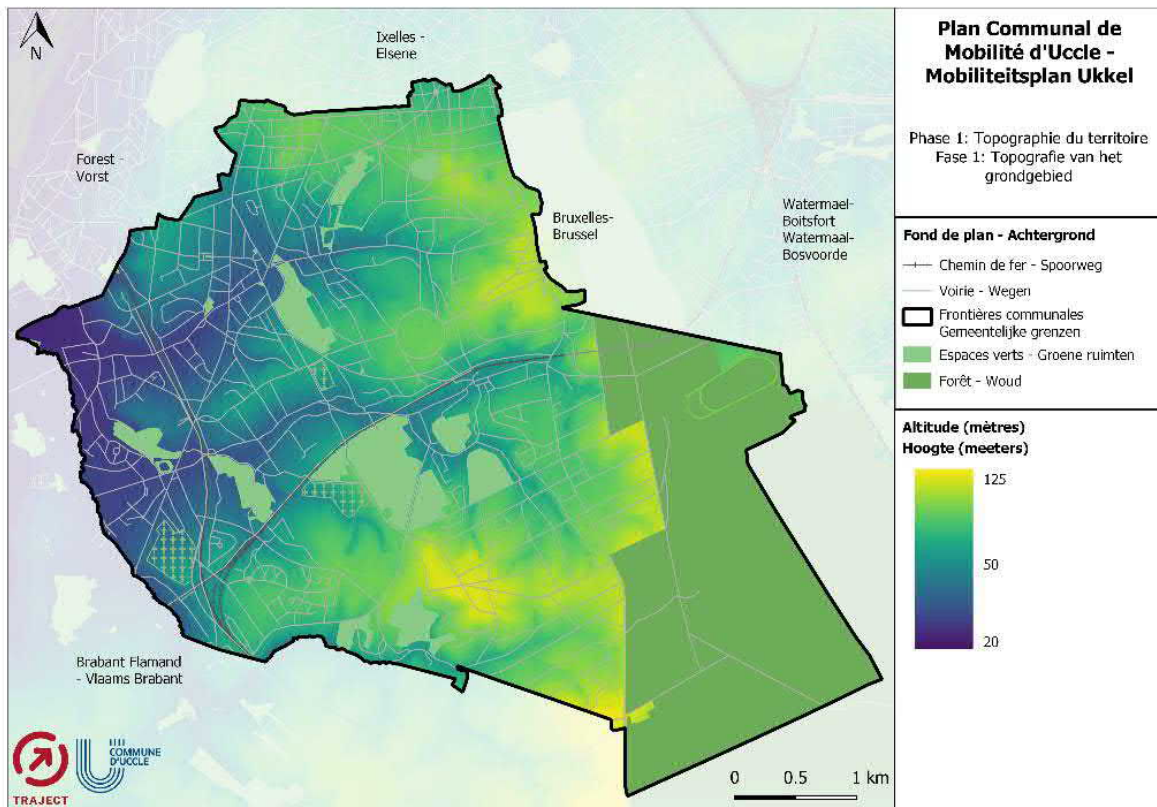 N
Ixelles -
Elsene
Forest -
Vorst
Bruxelles-
Brussel
Watermael-
Boitsfort
Watermaal-
Bosvoorde
Brabant Flamand
- Vlaams Brabant
TRAJECT
COMMUNE
D'UCCLE
0 0.5 1 km
Plan Communal de
Mobilité d'Uccle -
Mobiliteitsplan Ukkel
Phase 1: Topographie du territoire
Fase 1: Topografie van het
grondgebied
Fond de plan - Achtergrond
Chemin de fer - Spoorweg
Voirie - Wegen
Frontières communales
Gemeentelijke grenzen
Espaces verts - Groene ruimten
Forêt - Woud
Altitude (mètres)
Hoogte (meeters)
125
50
20